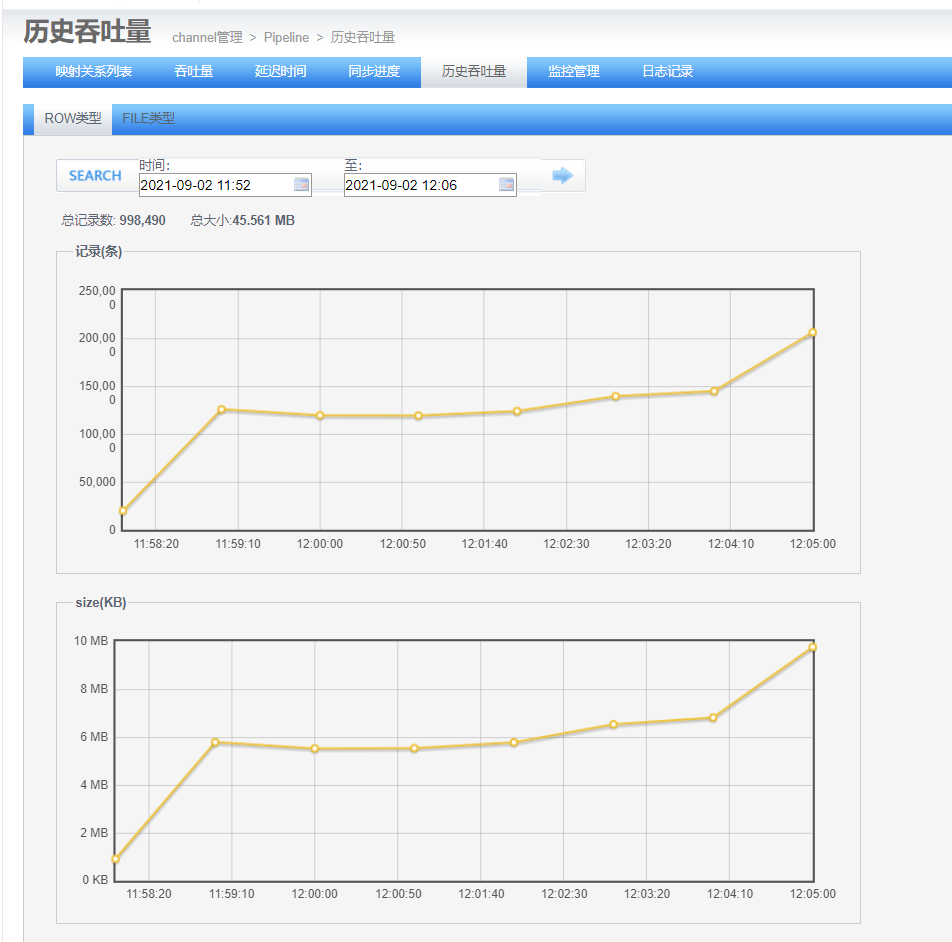 历史吞吐量 channel管理 > Pipeline > 历史吞吐量
映射关系列表 吞吐量 延迟时间 同步进度 历史吞吐量 监控管理 日志记录
ROW类型 FILE类型
SEARCH 时间: 2021-09-02 11:52 至: 2021-09-02 12:06
总记录数: 998,490 总大小:45.561 MB
记录(条)
250,00
0
200,00
0
150,00
0
100,00
0
50,000
0
11:58:20 11:59:10 12:00:00 12:00:50 12:01:40 12:02:30 12:03:20 12:04:10 12:05:00
size(KB)
10 MB
8 MB
6 MB
4 MB
2 MB
0 KB
11:58:20 11:59:10 12:00:00 12:00:50 12:01:40 12:02:30 12:03:20 12:04:10 12:05:00